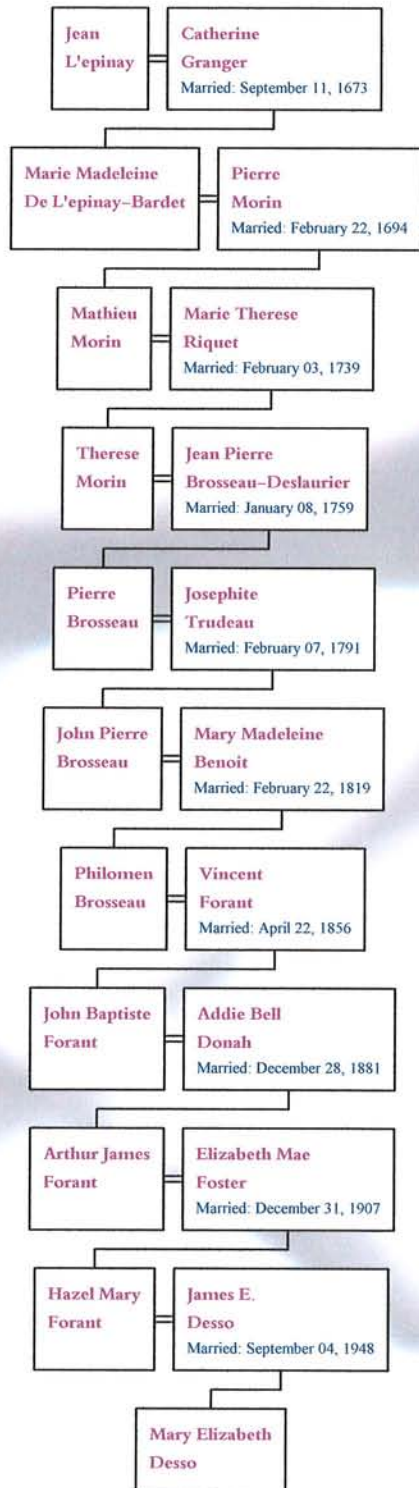 Jean
L'epinay
Catherine
Granger
Married: September 11, 1673
Marie Madeleine
De L'epinay-Bardet
Pierre
Morin
Married: February 22, 1694
Mathieu
Morin
Marie Therese
Riquet
Married: February 03, 1739
Therese
Morin
Jean Pierre
Brosseau-Deslaurier
Married: January 08, 1759
Pierre
Brosseau
Josephite
Trudeau
Married: February 07, 1791
John Pierre
Brosseau
Mary Madeleine
Benoit
Married: February 22, 1819
Philomen
Brosseau
Vincent
Forant
Married: April 22, 1856
John Baptiste
Forant
Addie Bell
Donah
Married: December 28, 1881
Arthur James
Forant
Elizabeth Mae
Foster
Married: December 31, 1907
Hazel Mary
Forant
James E.
Desso
Married: September 04, 1948
Mary Elizabeth
Desso